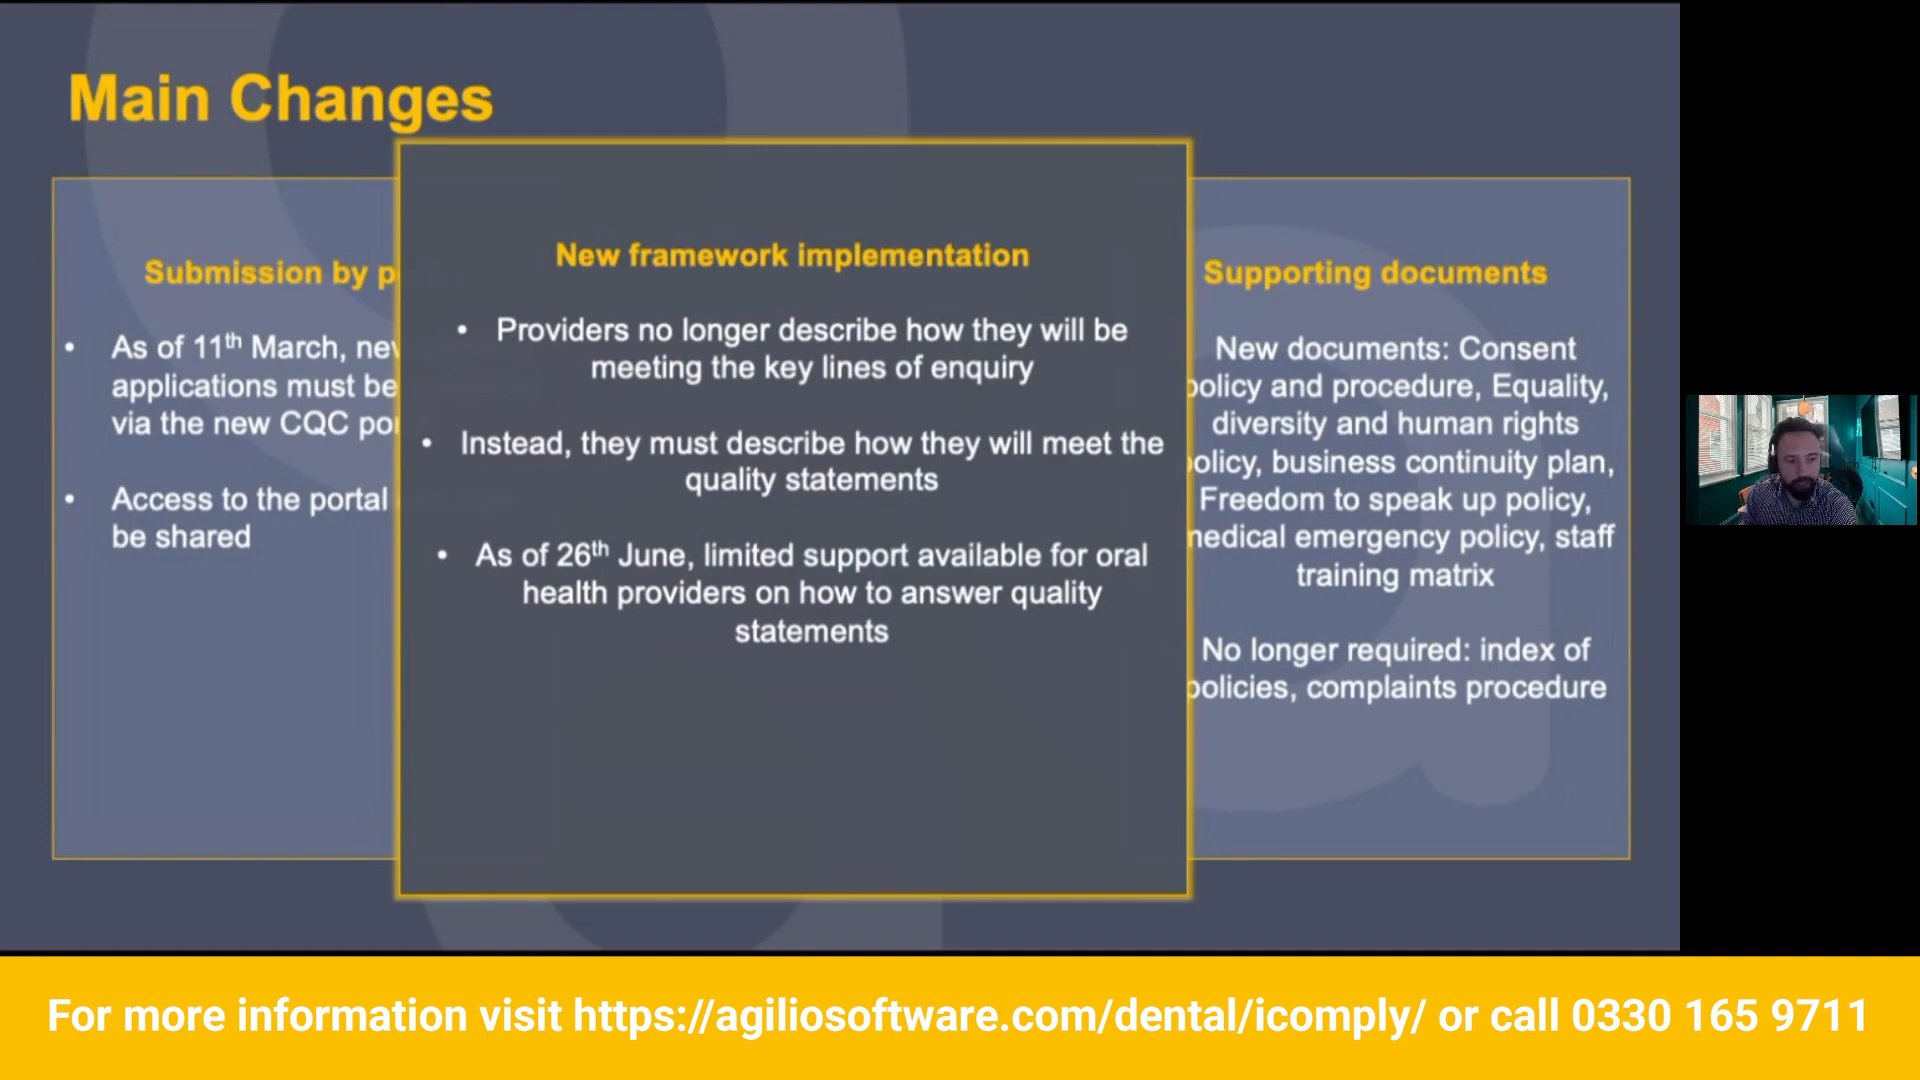 Main Changes
Submission by p
• As of 11th March, new
applications must be
via the new CQC po
• Access to the portal
be shared
New framework implementation
• Providers no longer describe how they will be
meeting the key lines of enquiry
• Instead, they must describe how they will meet the
quality statements
• As of 26th June, limited support available for oral
health providers on how to answer quality
statements
Supporting documents
New documents: Consent
policy and procedure, Equality,
diversity and human rights
policy, business continuity plan,
Freedom to speak up policy,
medical emergency policy, staff
training matrix
No longer required: index of
policies, complaints procedure
For more information visit https://agiliosoftware.com/dental/icomply/ or call 0330 165 9711